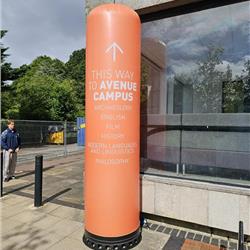 THIS WAY
TO AVENUE
CAMPUS
ARCHAEOLOGY
ENGLISH
FILM
HISTORY
MODERN LANGUAGES
AND LINGUISTICS
PHILOSOPHY